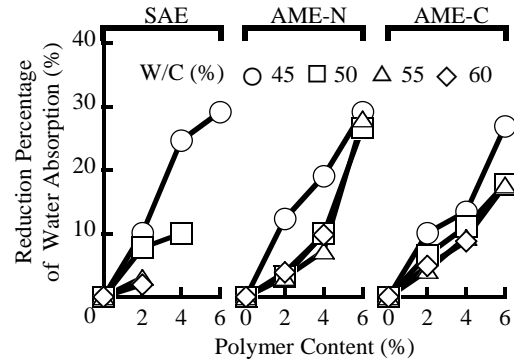 SAE AME-N AME-C
40
W/C (%) 45 50 55 60
30
20
10
0 0 0
2 4 6 2 4 6 2 4 6
Polymer Content (%)
Reduction Percentage
of Water Absorption (%)